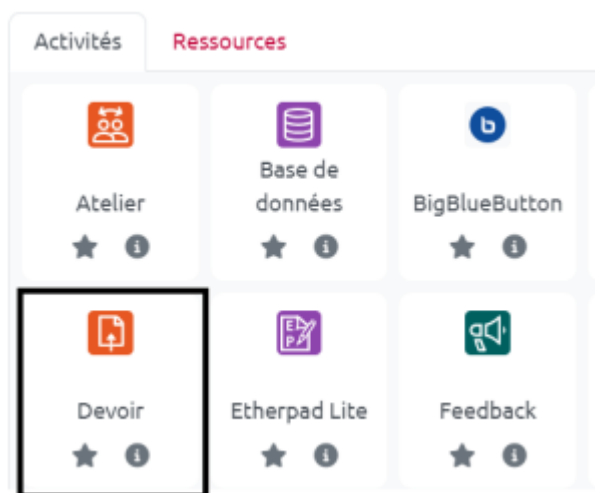 Activités Ressources
Atelier
Base de
données
BigBlueButton
Devoir
Etherpad Lite
Feedback